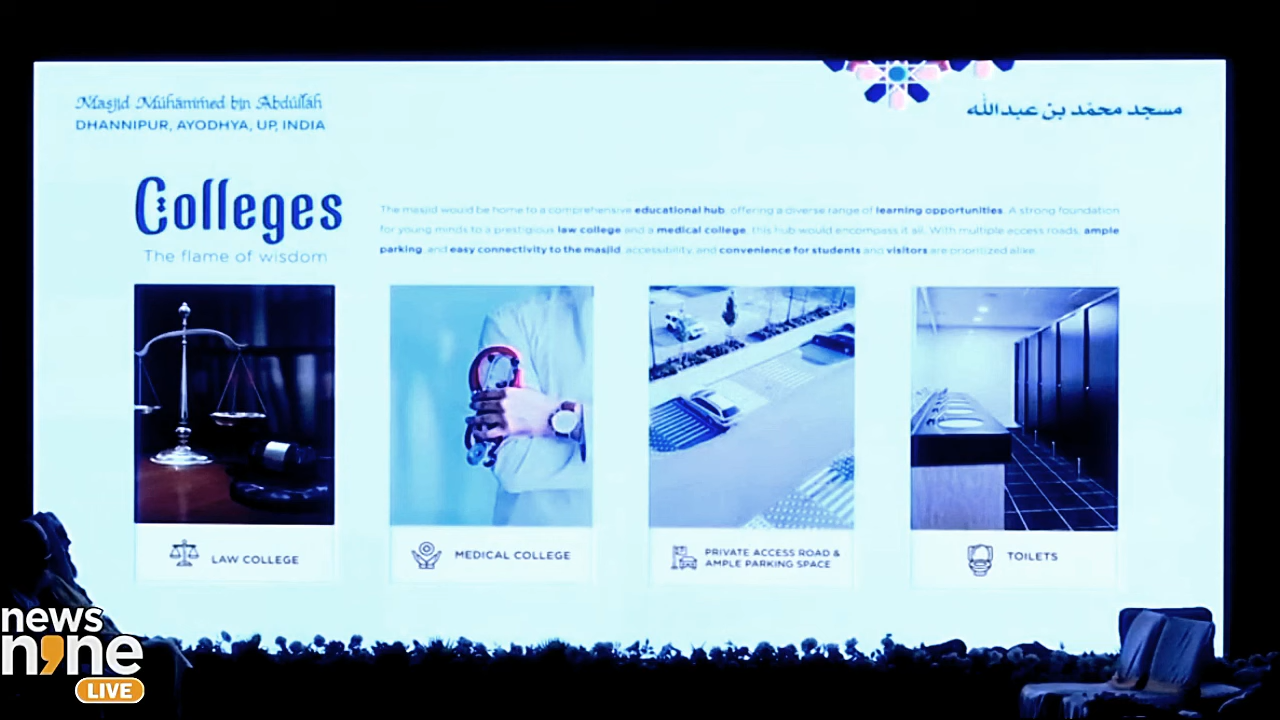 Masjid Muhammed bin Abdullah
DHANNIPUR, AYODHYA, UP, INDIA
مسجد محمّد بن عبدالله
Colleges
The flame of wisdom
The masjid would be home to a comprehensive educational hub, offering a diverse range of learning opportunities. A strong foundation
for young minds to a prestigious law college and a medical college, this hub would encompass it all. With multiple access roads, ample
parking, and easy connectivity to the masjid, accessibility, and convenience for students and visitors are prioritized alike.
LAW COLLEGE
MEDICAL COLLEGE
PRIVATE ACCESS ROAD &
AMPLE PARKING SPACE
TOILETS
news
n9ne
LIVE